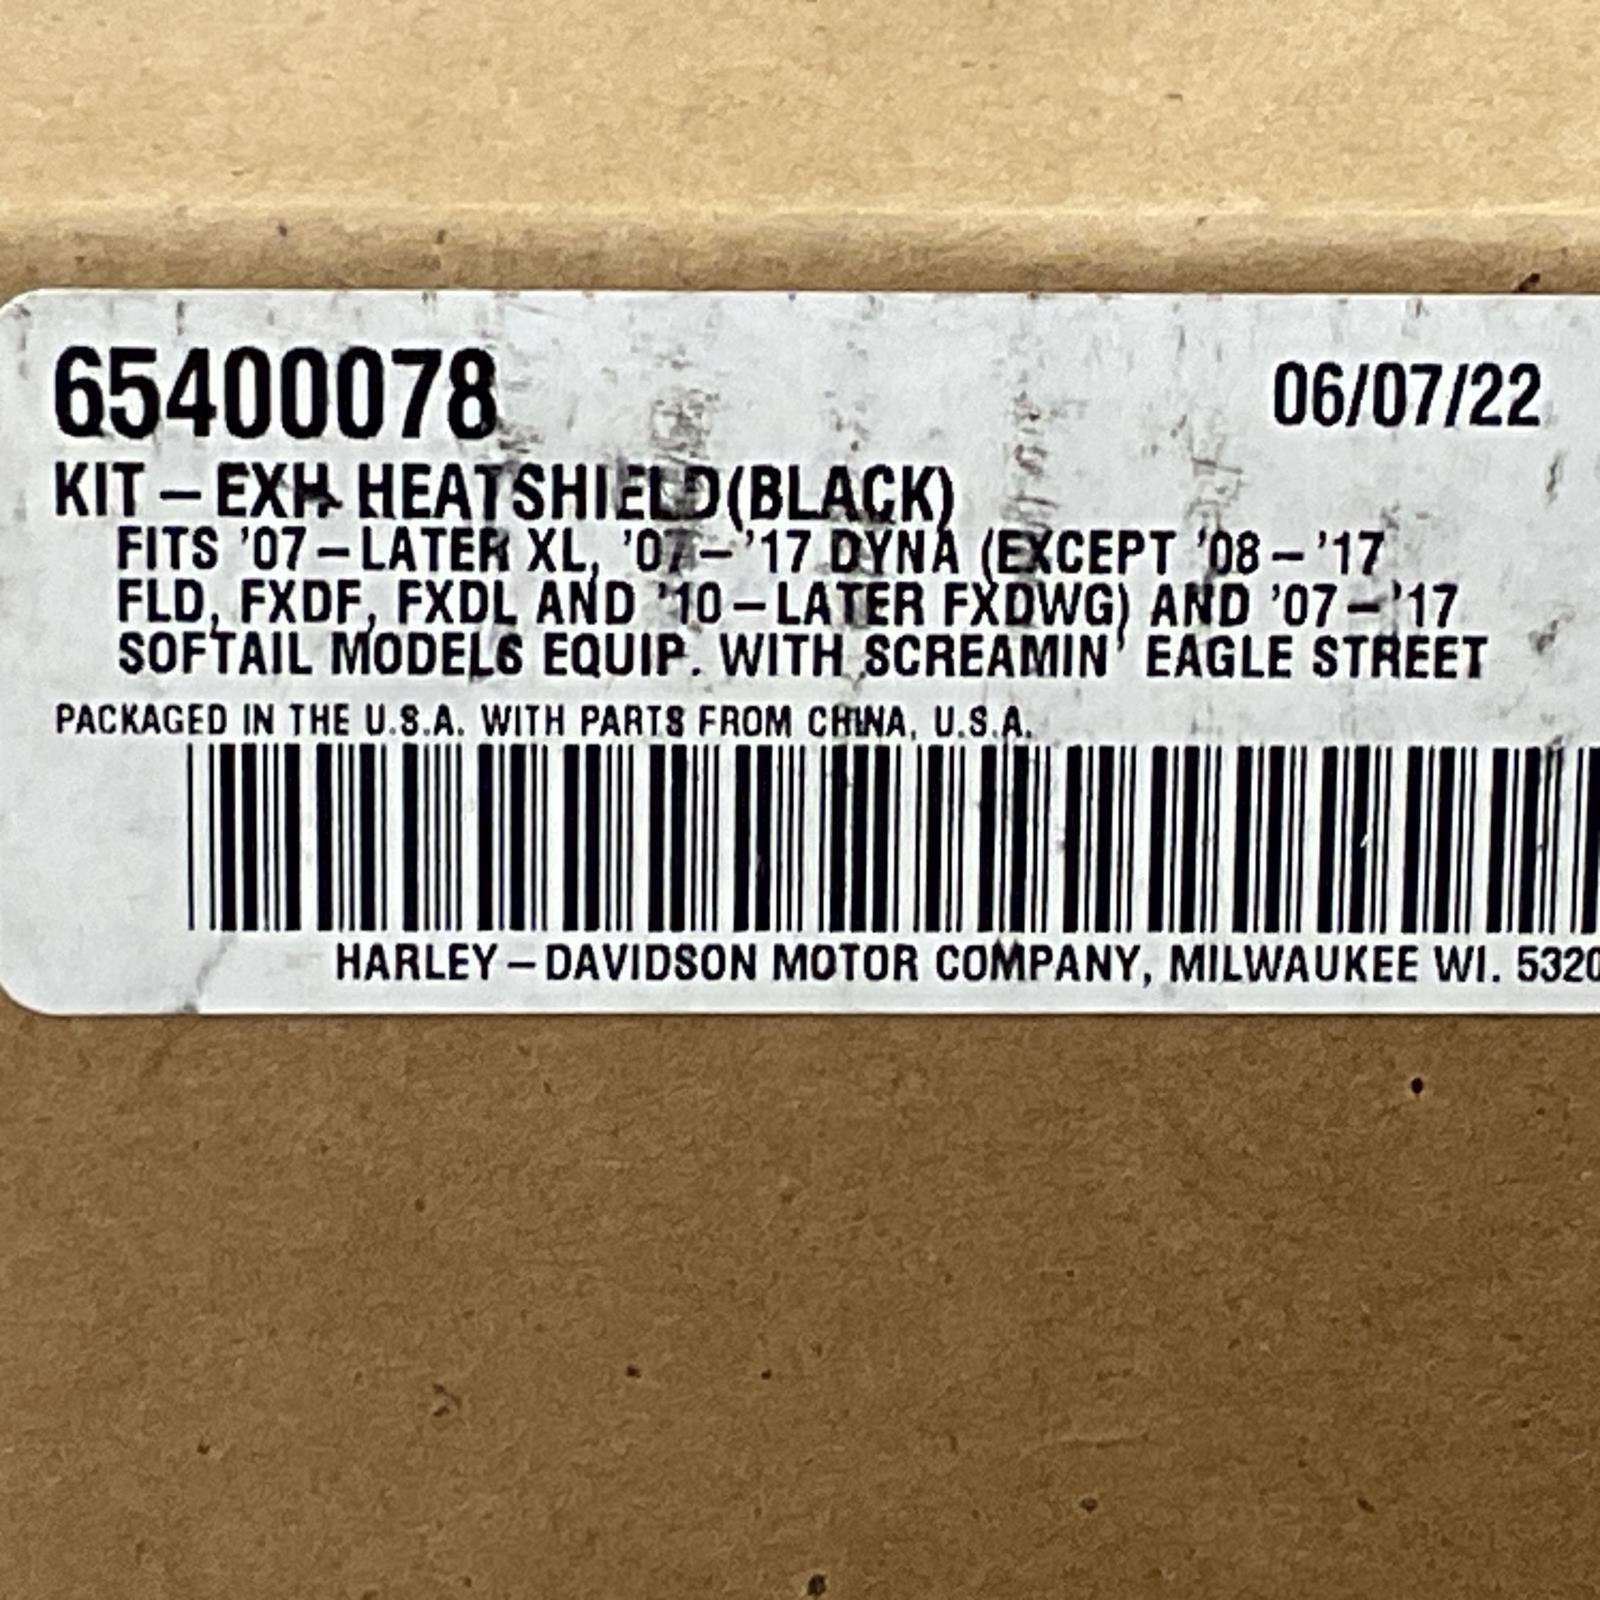 65400078 06/07/22
KIT-EXH HEATSHIELD(BLACK)
FITS '07-LATER XL, '07-'17 DYNA (EXCEPT '08-'17
FLD, FXDF, FXDL AND '10-LATER FXDWG) AND '07-'17
SOFTAIL MODELS EQUIP. WITH SCREAMIN' EAGLE STREET
PACKAGED IN THE U.S.A. WITH PARTS FROM CHINA, U.S.A.
HARLEY-DAVIDSON MOTOR COMPANY, MILWAUKEE WI. 5320